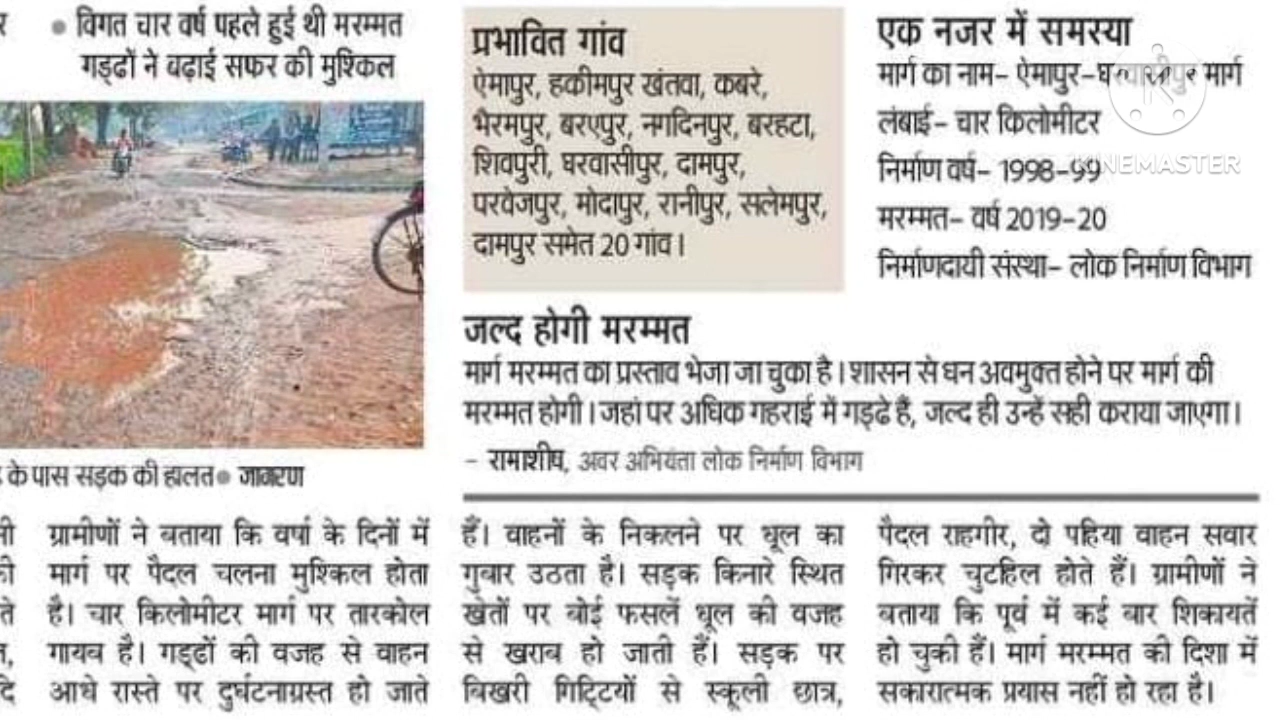 ● विगत चार वर्ष पहले हुई थी मरम्मत
गड्ढों ने बढ़ाई सफर की मुश्किल
के पास सड़क की हालत ● जागरण
प्रभावित गांव
ऐमापुर, हकीमपुर खंतवा, कबरे,
भैरमपुर, बरएपुर, नगदिनपुर, बरहटा,
शिवपुरी, घरवासीपुर, दामपुर,
परवेजपुर, मोदापुर, रानीपुर, सलेमपुर,
दामपुर समेत 20 गांव।
एक नजर में समस्या
मार्ग का नाम- ऐमापुर- मार्ग
लंबाई- चार किलोमीटर
निर्माण वर्ष- 1998-99
मरम्मत- वर्ष 2019-20
निर्माणदायी संस्था- लोक निर्माण विभाग
KINEMASTER
जल्द होगी मरम्मत
मार्ग मरम्मत का प्रस्ताव भेजा जा चुका है। शासन से धन अवमुक्त होने पर मार्ग की
मरम्मत होगी। जहां पर अधिक गहराई में गड्ढे हैं, जल्द ही उन्हें सही कराया जाएगा।
- रामाशीष, अवर अभियंता लोक निर्माण विभाग
ग्रामीणों ने बताया कि वर्षा के दिनों में
मार्ग पर पैदल चलना मुश्किल होता
है। चार किलोमीटर मार्ग पर तारकोल
गायब है। गड्ढों की वजह से वाहन
आधे रास्ते पर दुर्घटनाग्रस्त हो जाते
हैं। वाहनों के निकलने पर धूल का
गुबार उठता है। सड़क किनारे स्थित
खेतों पर बोई फसलें धूल की वजह
से खराब हो जाती हैं। सड़क पर
बिखरी गिट्टियों से स्कूली छात्र,
पैदल राहगीर, दो पहिया वाहन सवार
गिरकर चुटहिल होते हैं। ग्रामीणों ने
बताया कि पूर्व में कई बार शिकायतें
हो चुकी हैं। मार्ग मरम्मत की दिशा में
सकारात्मक प्रयास नहीं हो रहा है।